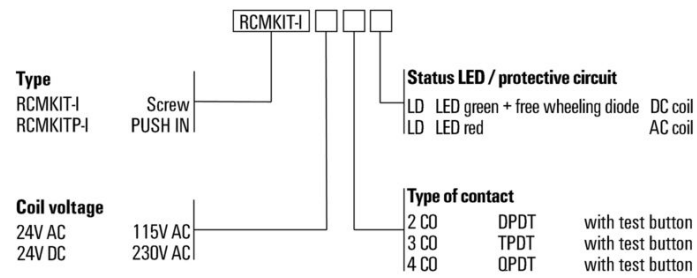 RCMKIT-I
Type
RCMKIT-I Screw
RCMKITP-I PUSH IN
Status LED / protective circuit
LD LED green + free wheeling diode DC coil
LD LED red AC coil
Coil voltage
24V AC 115V AC
24V DC 230V AC
Type of contact
2 CO DPDT with test button
3 CO TPDT with test button
4 CO QPDT with test button